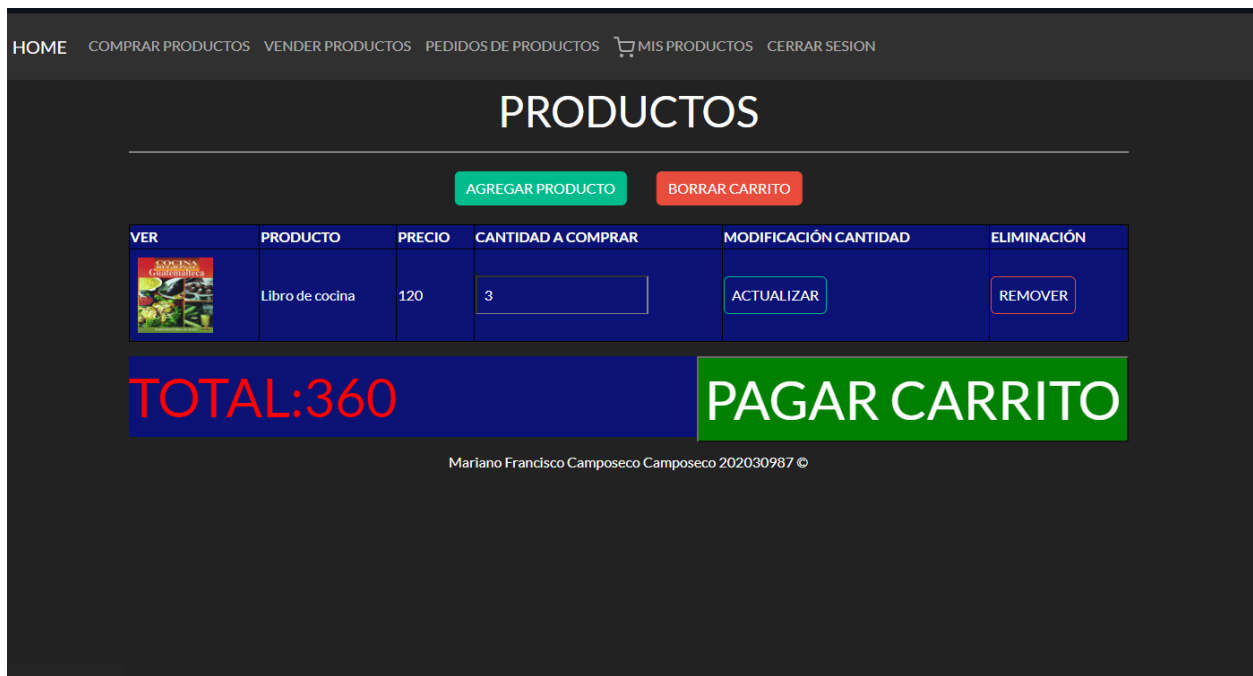 HOME COMPRAR PRODUCTOS VENDER PRODUCTOS PEDIDOS DE PRODUCTOS MIS PRODUCTOS CERRAR SESION
PRODUCTOS
AGREGAR PRODUCTO BORRAR CARRITO
VER PRODUCTO PRECIO CANTIDAD A COMPRAR MODIFICACIÓN CANTIDAD ELIMINACIÓN
COCINA
Guatemalteca
Libro de cocina 120 3 ACTUALIZAR REMOVER
TOTAL:360 PAGAR CARRITO
Mariano Francisco Camposeco Camposeco 202030987 ©